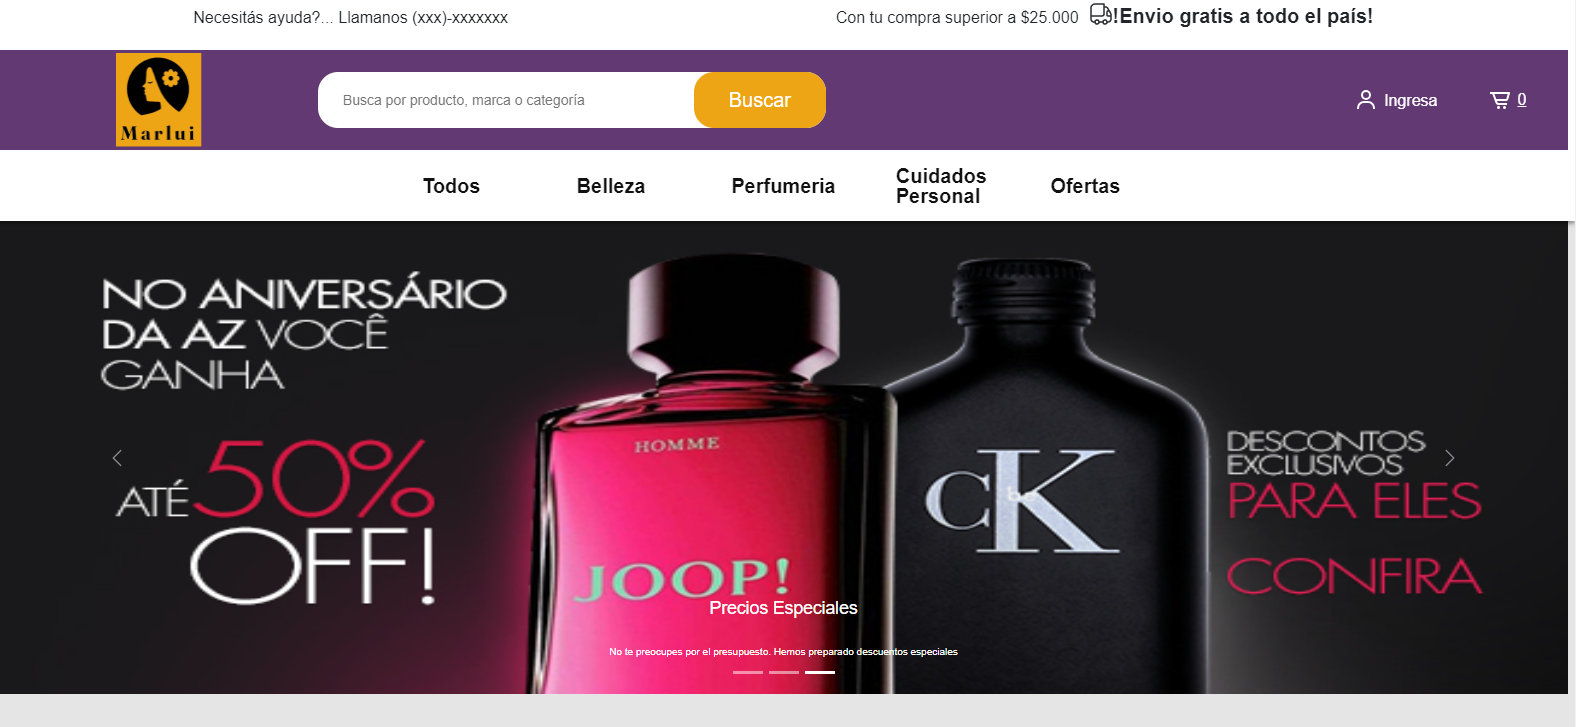 Necesitás ayuda?... Llamanos (xxx)-xxxxxxx
Con tu compra superior a $25.000 !Envio gratis a todo el país!
Marlui
Busca por producto, marca o categoría
Buscar
Ingresa
0
Todos
Belleza
Perfumeria
Cuidados
Personal
Ofertas
NO ANIVERSÁRIO
DA AZ VOCÊ
GANHA
ATÉ 50%
OFF!
HOMME
JOOP!
cK
be
DESCONTOS
EXCLUSIVOS
PARA ELES
CONFIRA
Precios Especiales
No te preocupes por el presupuesto. Hemos preparado descuentos especiales